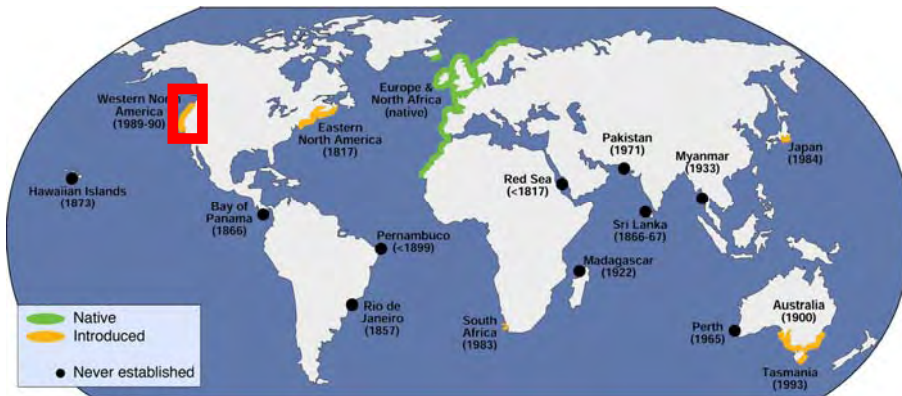 Western North
America
(1989-90)
Eastern
North America
(1817)
Europe &
North Africa
(native)
Hawaiian Islands
(1873)
Bay of
Panama
(1866)
Pernambuco
(<1899)
Rio de
Janeiro
(1857)
Red Sea
(<1817)
Pakistan
(1971)
Myanmar
(1933)
Japan
(1984)
Sri Lanka
(1866-67)
Madagascar
(1922)
South
Africa
(1983)
Perth
(1965)
Australia
(1900)
Tasmania
(1993)
Native
Introduced
Never established